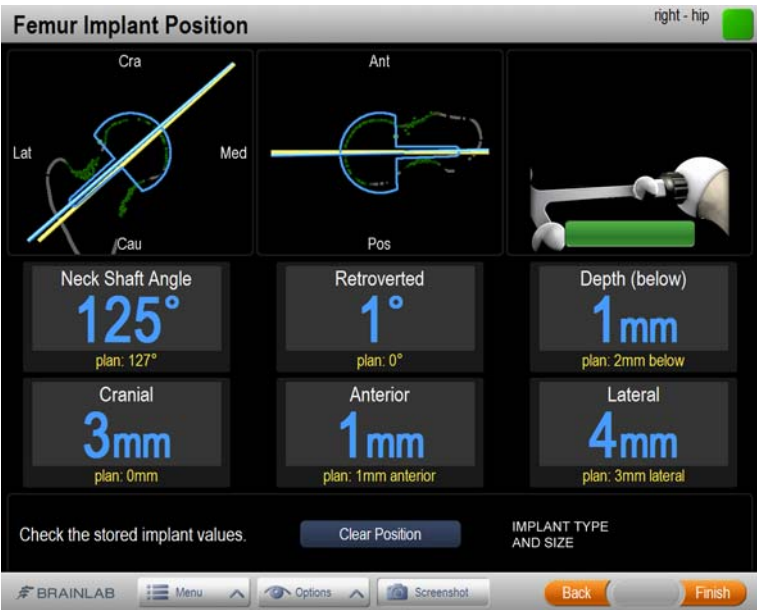 Femur Implant Position
right - hip
Cra
Lat
Med
Cau
Ant
Pos
Neck Shaft Angle
125°
plan: 127°
Retroverted
1°
plan: 0°
Depth (below)
1mm
plan: 2mm below
Cranial
3mm
plan: 0mm
Anterior
1mm
plan: 1mm anterior
Lateral
4mm
plan: 3mm lateral
Check the stored implant values.
Clear Position
IMPLANT TYPE
AND SIZE
BRAINLAB
Menu
Options
Screenshot
Back
Finish